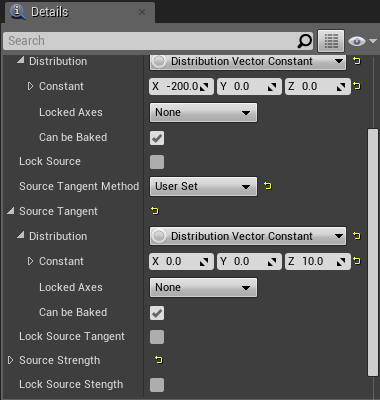 Details
Search
Distribution Distribution Vector Constant
Constant X -200.0 Y 0.0 Z 0.0
Locked Axes None
Can be Baked
Lock Source
Source Tangent Method User Set
Source Tangent
Distribution Distribution Vector Constant
Constant X 0.0 Y 0.0 Z 10.0
Locked Axes None
Can be Baked
Lock Source Tangent
Source Strength
Lock Source Stength